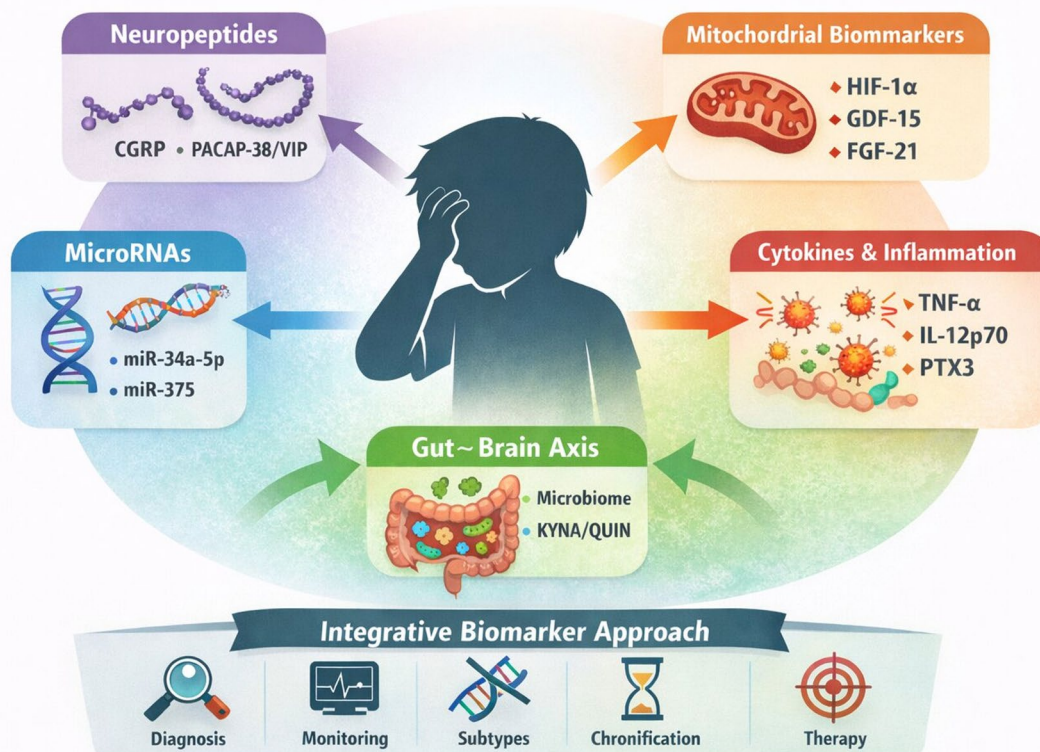 Neuropeptides
CGRP • PACAP-38/VIP
Mitochordrial Biommarkers
HIF-1α
GDF-15
FGF-21
MicroRNAs
• miR-34a-5p
• miR-375
Cytokines & Inflammation
TNF-α
IL-12p70
PTX3
Gut~Brain Axis
• Microbiome
• KYNA/QUIN
Integrative Biomarker Approach
Diagnosis
Monitoring
Subtypes
Chronification
Therapy